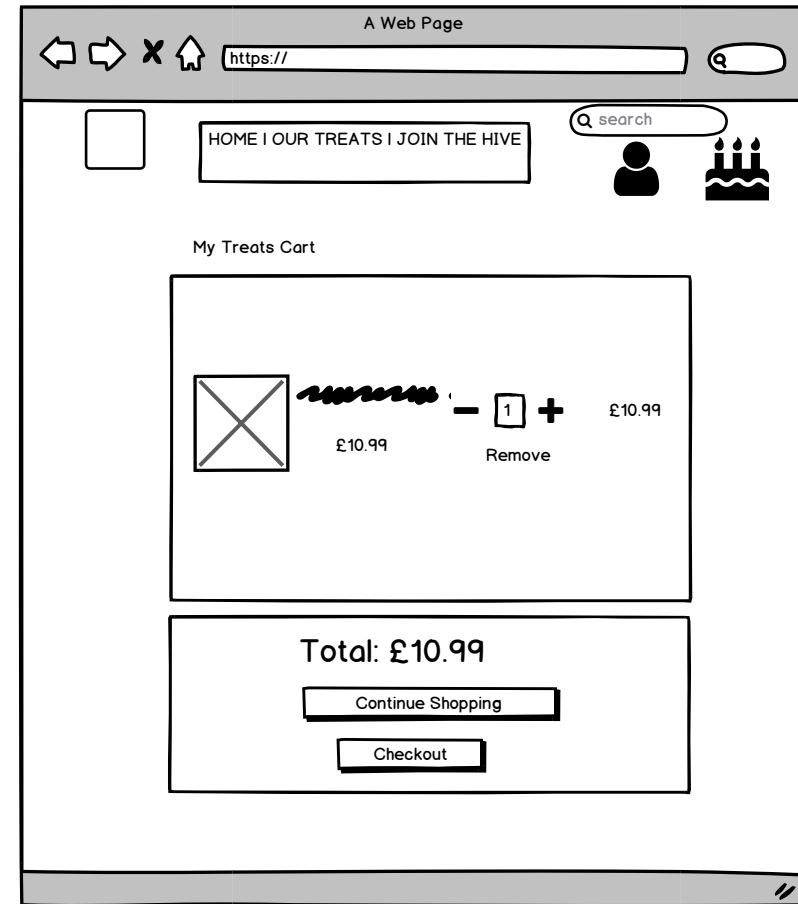 A Web Page
https://
search
HOME | OUR TREATS | JOIN THE HIVE
My Treats Cart
1
£10.99
£10.99
Remove
Total: £10.99
Continue Shopping
Checkout